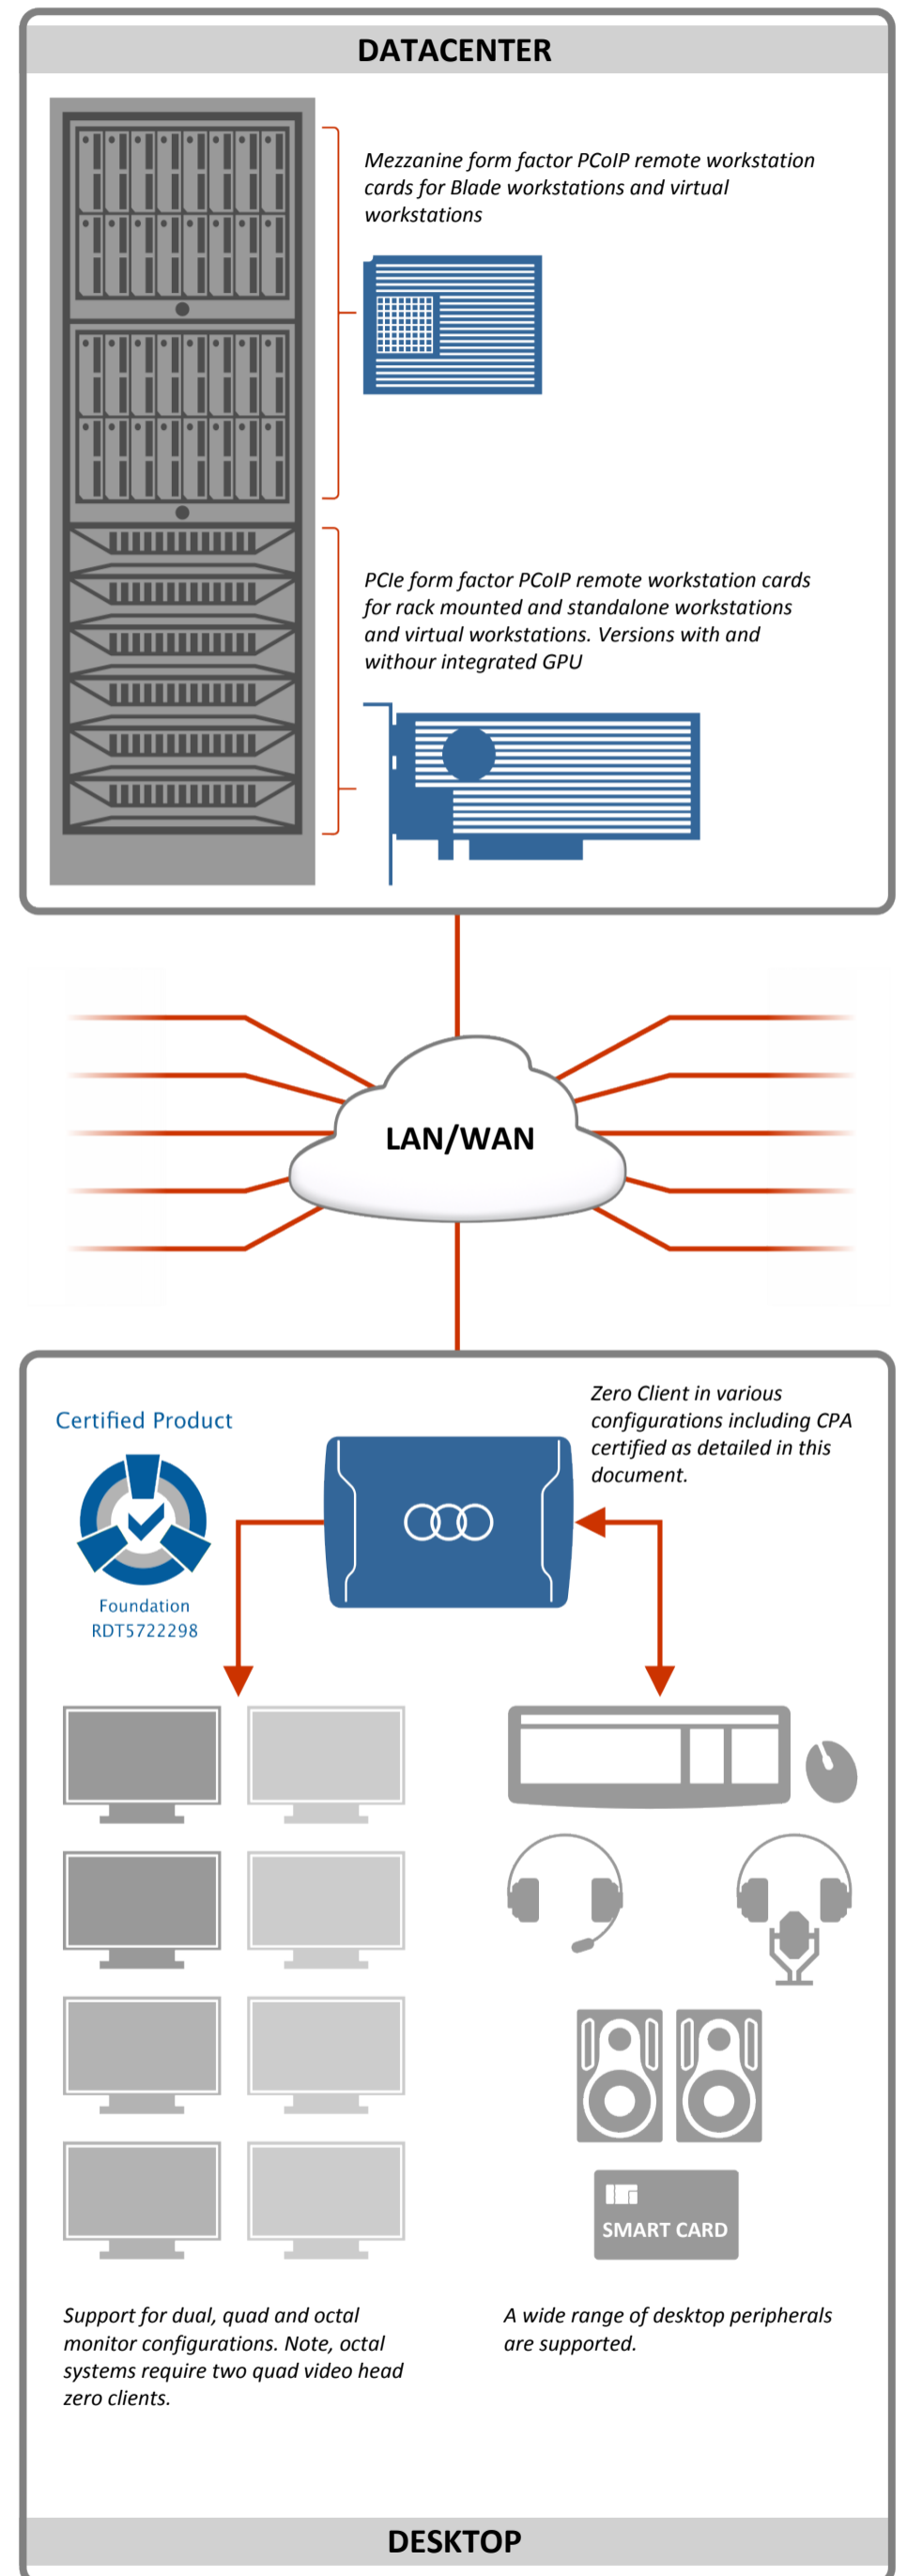 DATACENTER
Mezzanine form factor PCoIP remote workstation
cards for Blade workstations and virtual
workstations
PCIe form factor PCoIP remote workstation cards
for rack mounted and standalone workstations
and virtual workstations. Versions with and
withour integrated GPU
LAN/WAN
Zero Client in various
configurations including CPA
certified as detailed in this
document.
Certified Product
Foundation
RDT5722298
SMART CARD
Support for dual, quad and octal
monitor configurations. Note, octal
systems require two quad video head
zero clients.
A wide range of desktop peripherals
are supported.
DESKTOP